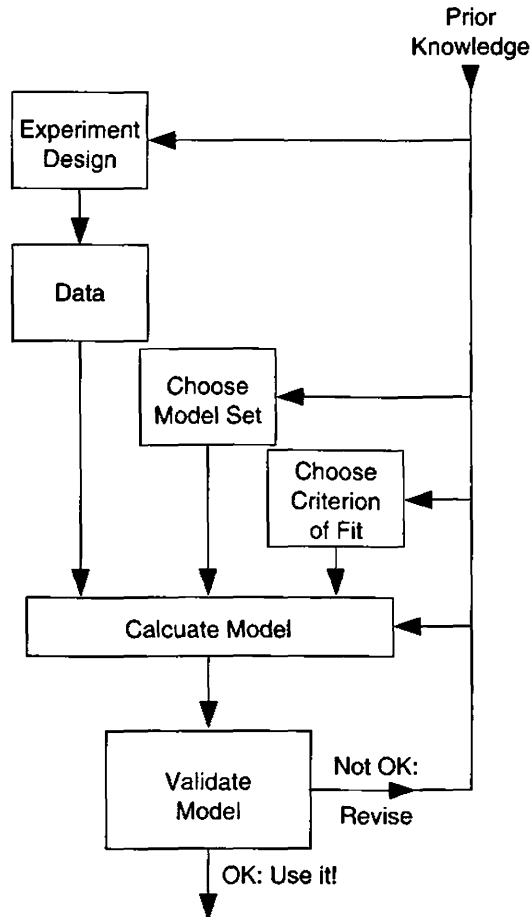 Prior
Knowledge
Experiment
Design
Data
Choose
Model Set
Choose
Criterion
of Fit
Calcuate Model
Validate
Model
Not OK:
Revise
OK: Use it!